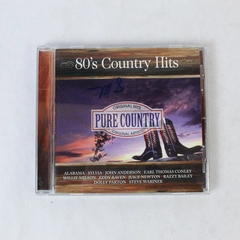 80's Country Hits
ORIGINAL HITS
PURE COUNTRY
ORIGINAL ARTISTS
ALABAMA · SYLVIA · JOHN ANDERSON · EARL THOMAS CONLEY
WILLIE NELSON · EDDY RAVEN · JUICE NEWTON · RAZZY BAILEY
DOLLY PARTON · STEVE WARINER